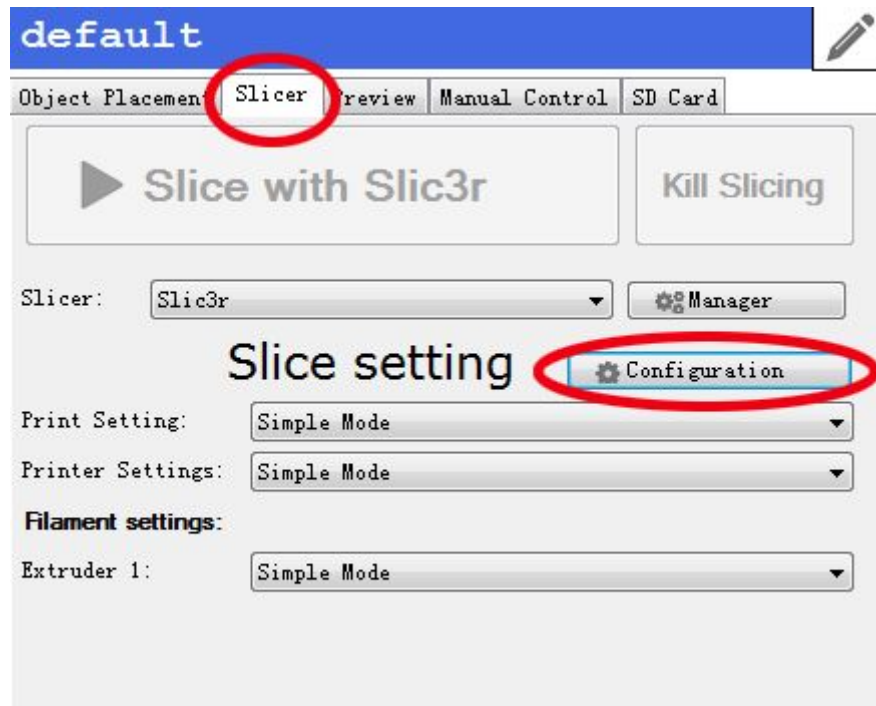 default
Object Placement Slicer Preview Manual Control SD Card
Slice with Slic3r Kill Slicing
Slicer: Slic3r Manager
Slice setting Configuration
Print Setting: Simple Mode
Printer Settings: Simple Mode
Filament settings:
Extruder 1: Simple Mode